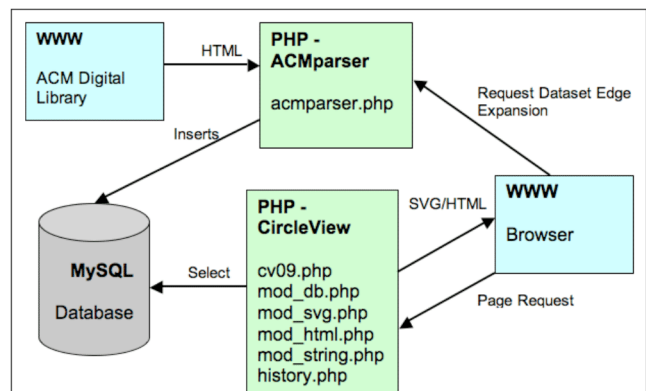 WWW
ACM Digital
Library
HTML
PHP -
ACMparser
acmparser.php
Request Dataset Edge
Expansion
Inserts
WWW
Browser
SVG/HTML
PHP -
CircleView
cv09.php
mod_db.php
mod_svg.php
mod_html.php
mod_string.php
history.php
Select
MySQL
Database
Page Request